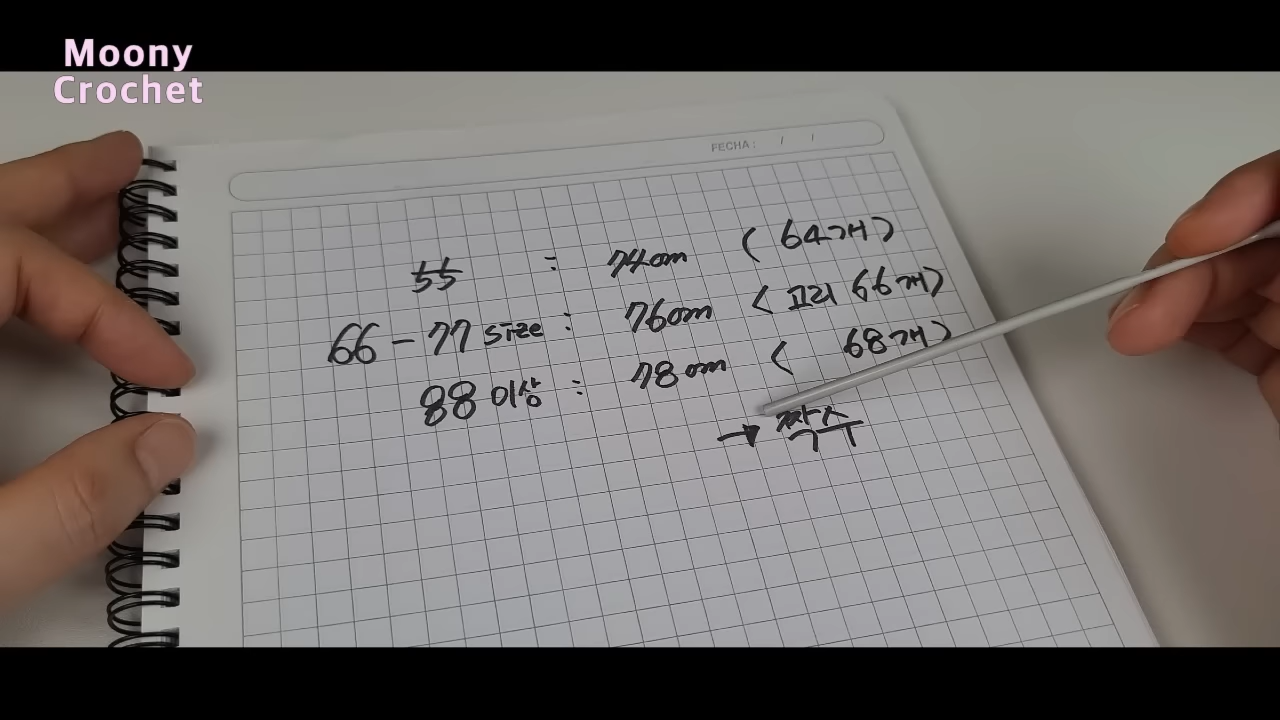 Moony
Crochet
FECHA: / /
55 : 74cm ( 64개)
66 - 77 size : 76cm ( 고리 66개)
88 이상 : 78cm ( 68개)
→ 짝수